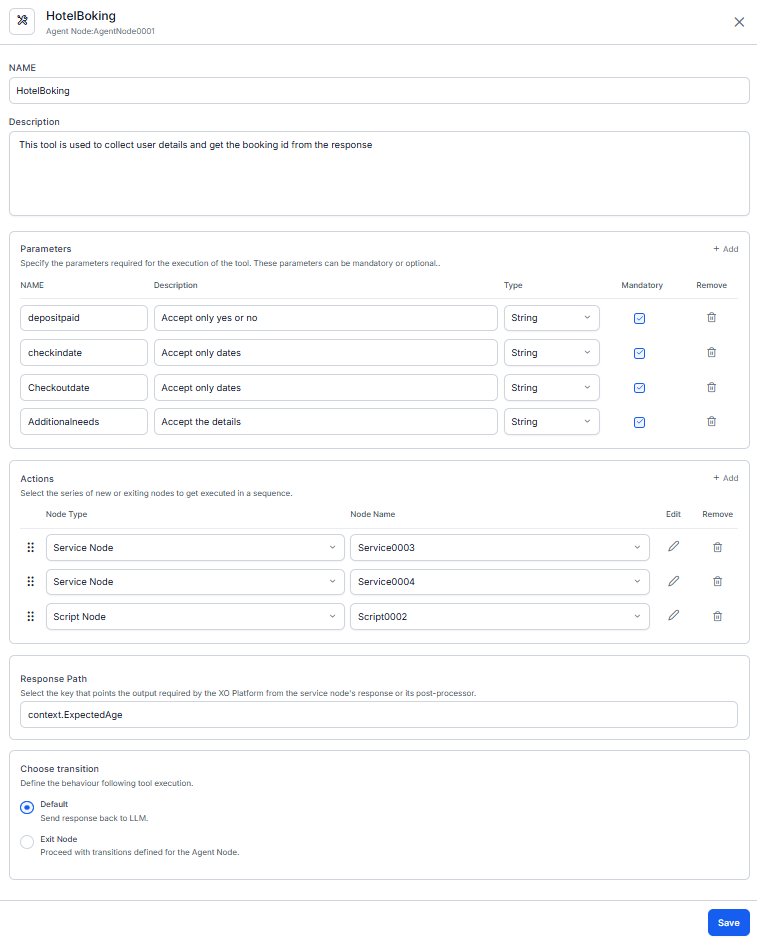 HotelBoking
Agent Node:AgentNode0001
NAME
HotelBoking
Description
This tool is used to collect user details and get the booking id from the response
Parameters
+ Add
Specify the parameters required for the execution of the tool. These parameters can be mandatory or optional..
NAME Description Type Mandatory Remove
depositpaid Accept only yes or no String
checkindate Accept only dates String
Checkoutdate Accept only dates String
Additionalneeds Accept the details String
Actions
+ Add
Select the series of new or exiting nodes to get executed in a sequence.
Node Type Node Name Edit Remove
Service Node Service0003
Service Node Service0004
Script Node Script0002
Response Path
Select the key that points the output required by the XO Platform from the service node's response or its post-processor.
context.ExpectedAge
Choose transition
Define the behaviour following tool execution.
Default
Send response back to LLM.
Exit Node
Proceed with transitions defined for the Agent Node.
Save